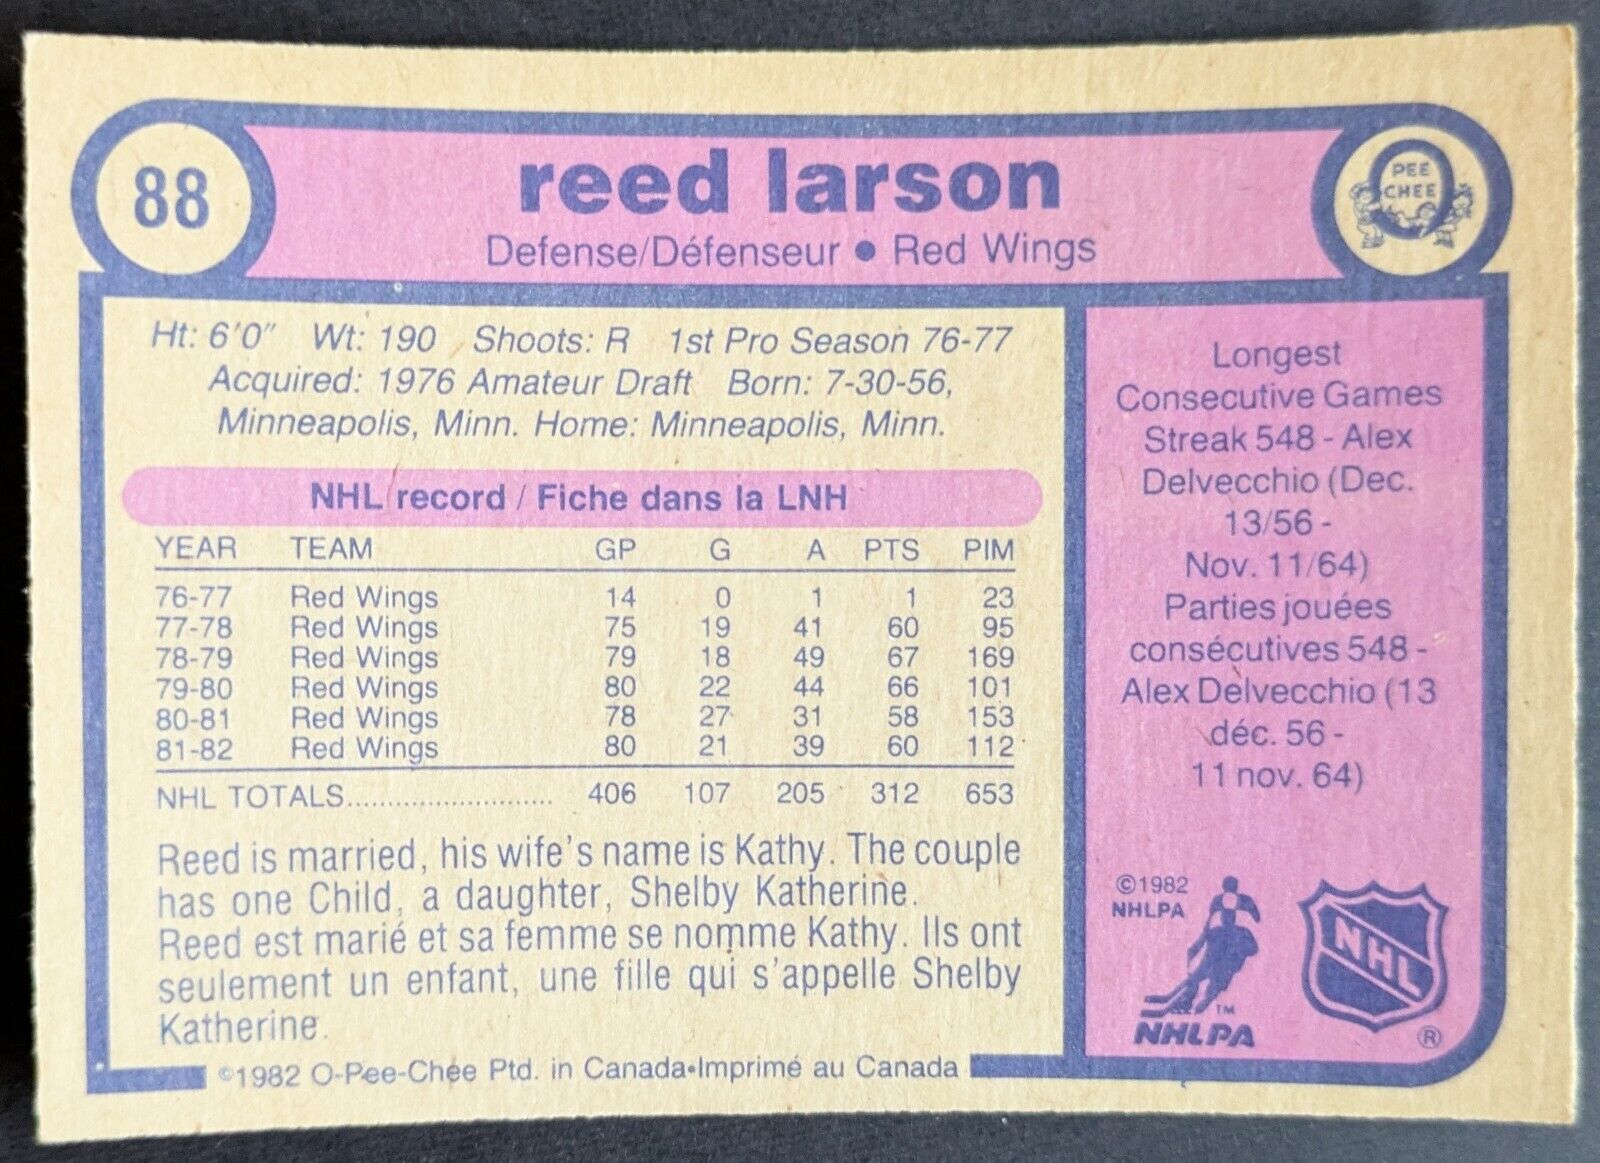 88
reed larson
PEE
CHEE
Defense/Défenseur • Red Wings
Ht: 6'0" Wt: 190 Shoots: R 1st Pro Season 76-77
Acquired: 1976 Amateur Draft Born: 7-30-56,
Minneapolis, Minn. Home: Minneapolis, Minn.
NHL record / Fiche dans la LNH
YEAR TEAM GP G A PTS PIM
76-77 Red Wings 14 0 1 1 23
77-78 Red Wings 75 19 41 60 95
78-79 Red Wings 79 18 49 67 169
79-80 Red Wings 80 22 44 66 101
80-81 Red Wings 78 27 31 58 153
81-82 Red Wings 80 21 39 60 112
NHL TOTALS............................ 406 107 205 312 653
Reed is married, his wife's name is Kathy. The couple
has one Child, a daughter, Shelby Katherine.
Reed est marié et sa femme se nomme Kathy. Ils ont
seulement un enfant, une fille qui s'appelle Shelby
Katherine.
©1982 O-Pee-Chee Ptd. in Canada•Imprimé au Canada
Longest
Consecutive Games
Streak 548 - Alex
Delvecchio (Dec.
13/56 -
Nov. 11/64)
Parties jouées
consécutives 548 -
Alex Delvecchio (13
déc. 56 -
11 nov. 64)
©1982
NHLPA
TM
NHLPA
NHL
®